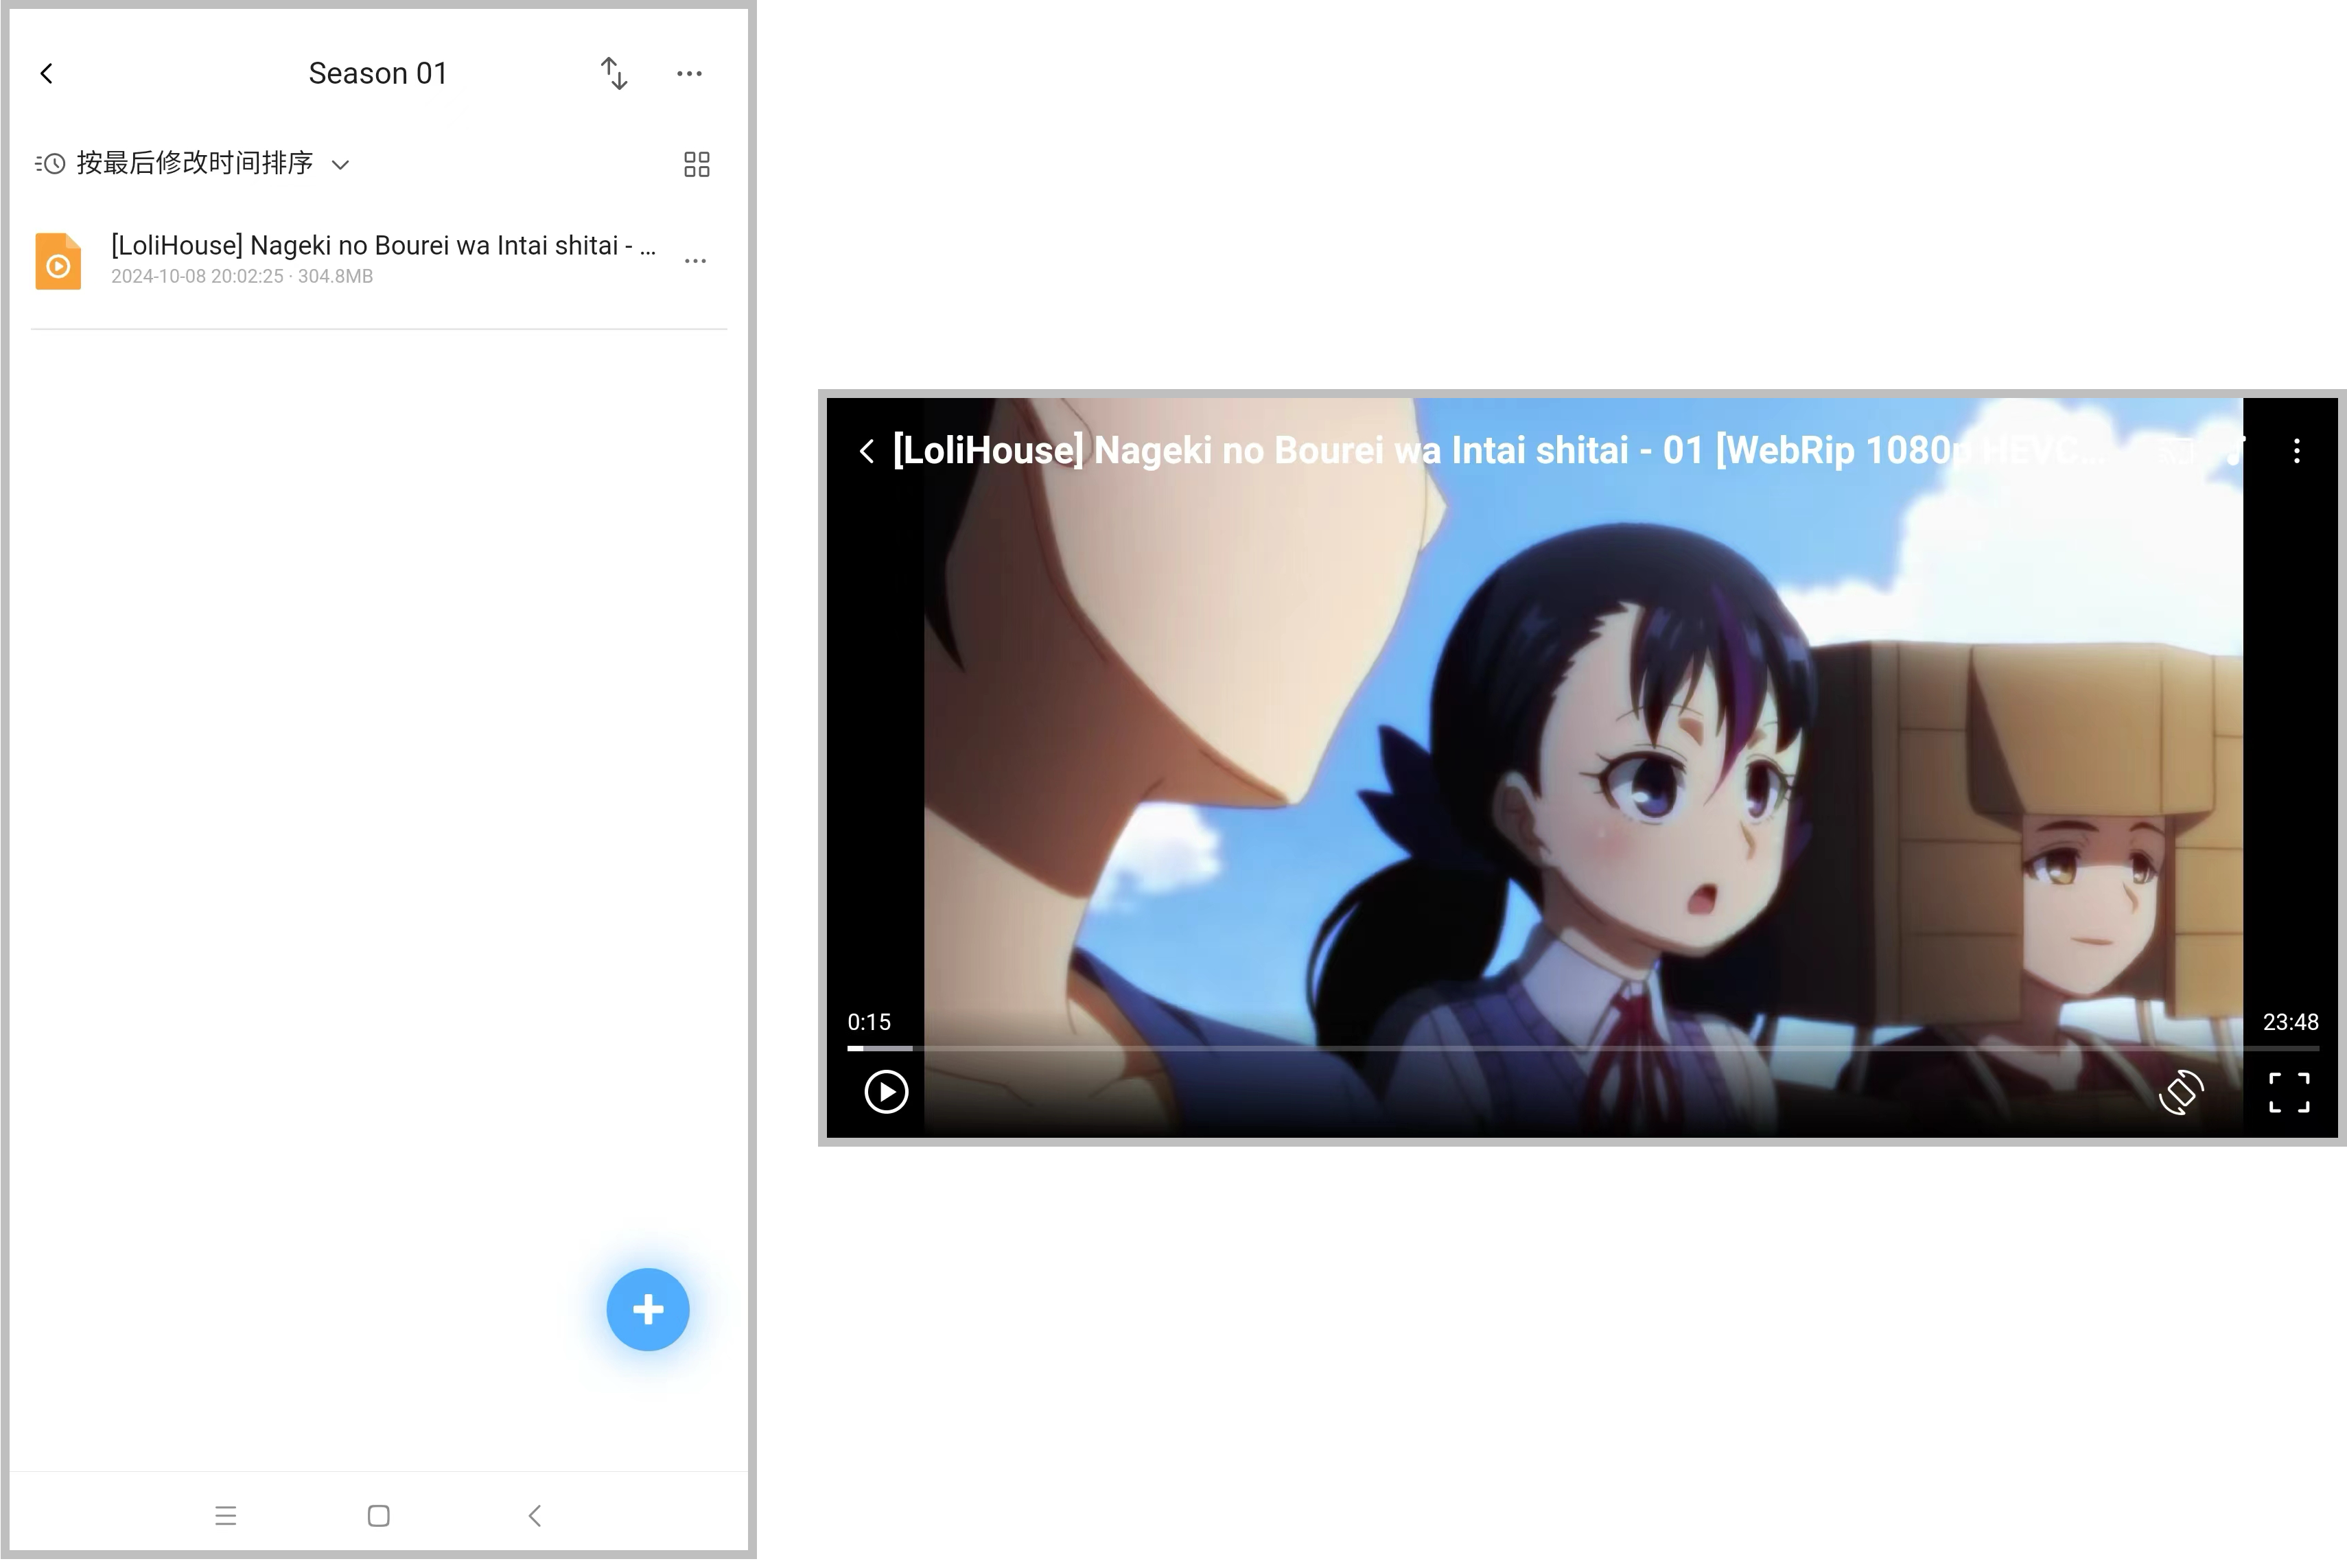 Season 01
按最后修改时间排序
[LoliHouse] Nageki no Bourei wa Intai shitai - ...
2024-10-08 20:02:25 · 304.8MB
[LoliHouse] Nageki no Bourei wa Intai shitai - 01 [WebRip 1080p HEVC...
0:15
23:48